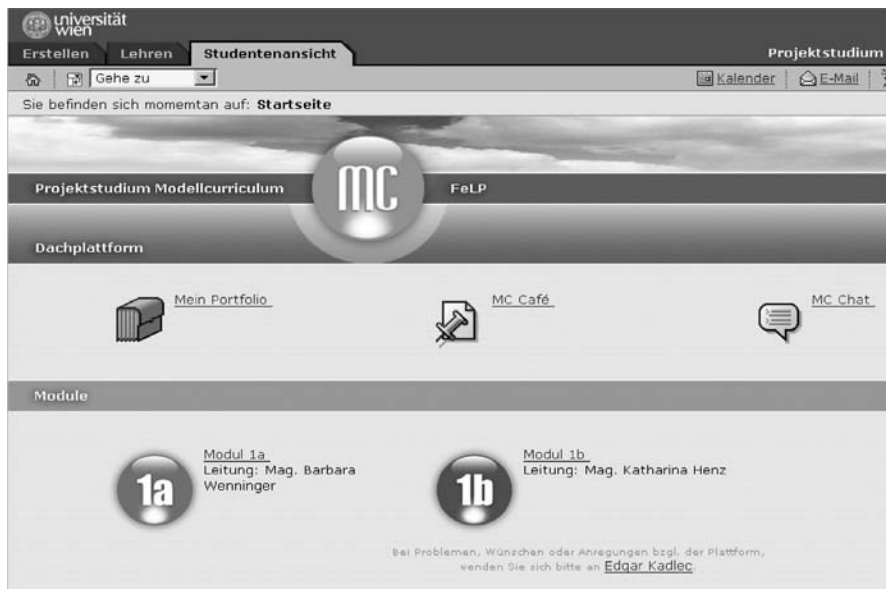 universität
wien
Erstellen Lehren Studentenansicht Projektstudium
Gehe zu Kalender E-Mail
Sie befinden sich momemtan auf: Startseite
Projektstudium Modellcurriculum MC FeLP
Dachplattform
Mein Portfolio MC Café MC Chat
Module
1a Modul 1a
Leitung: Mag. Barbara
Wenninger
1b Modul 1b
Leitung: Mag. Katharina Henz
Bei Problemen, Wünschen oder Anregungen bzgl. der Plattform,
wenden Sie sich bitte an Edgar Kadlec.